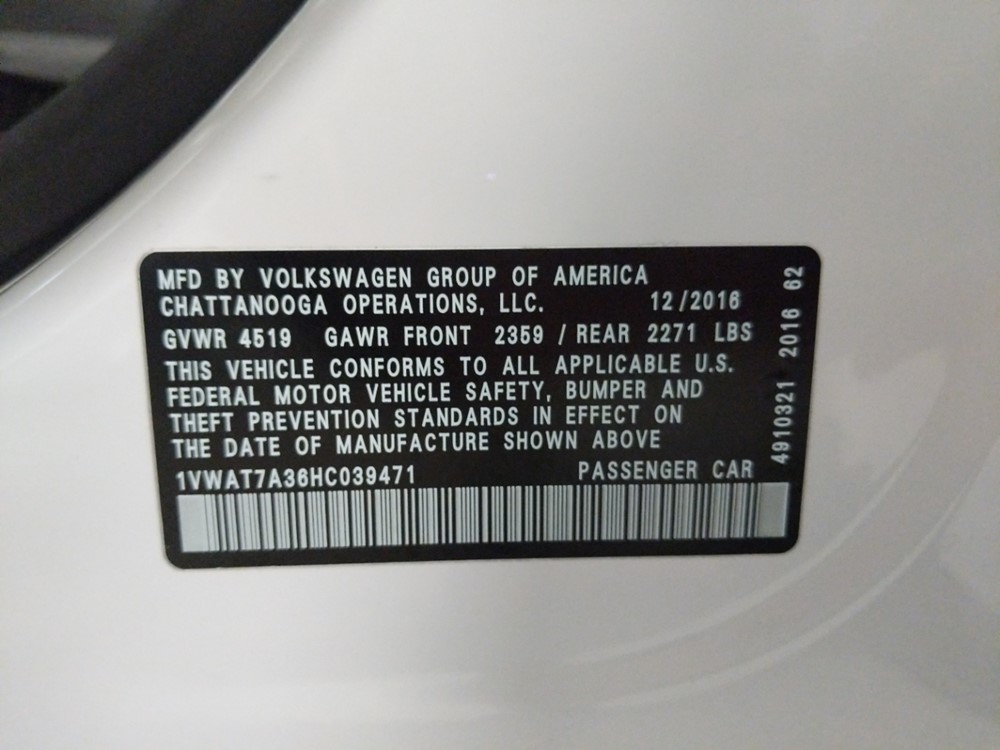 MFD BY VOLKSWAGEN GROUP OF AMERICA
CHATTANOOGA OPERATIONS, LLC. 12/2016
GVWR 4519 GAWR FRONT 2359 / REAR 2271 LBS
THIS VEHICLE CONFORMS TO ALL APPLICABLE U.S.
FEDERAL MOTOR VEHICLE SAFETY, BUMPER AND
THEFT PREVENTION STANDARDS IN EFFECT ON
THE DATE OF MANUFACTURE SHOWN ABOVE
1VWAT7A36HC039471 PASSENGER CAR
4910321 2016 62